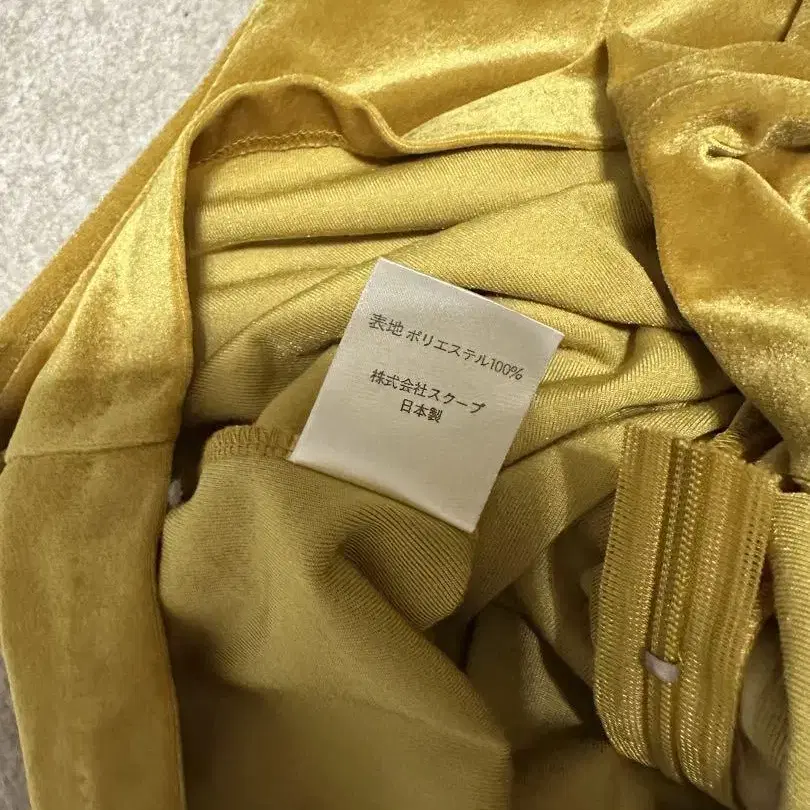 表地 ポリエステル100%
株式会社スクープ
日本製